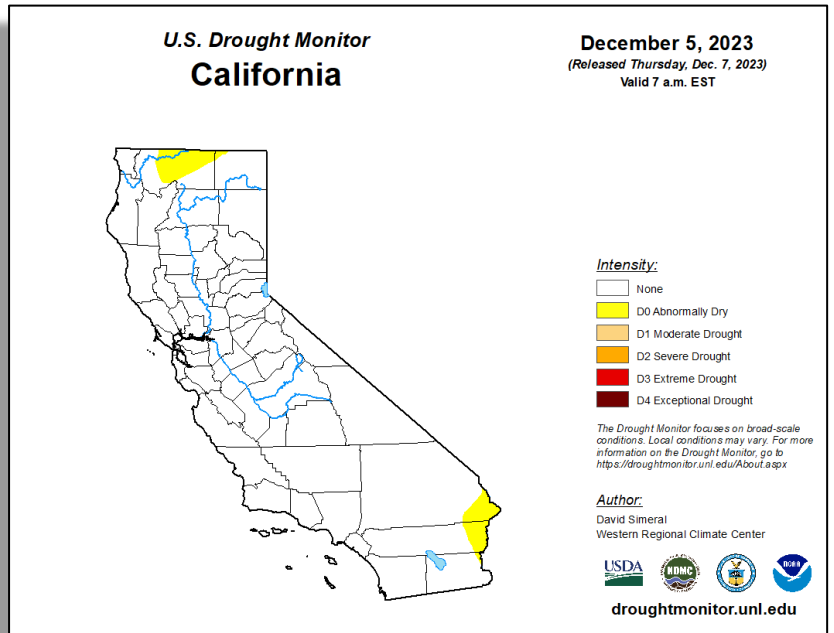 U.S. Drought Monitor
California
December 5, 2023
(Released Thursday, Dec. 7, 2023)
Valid 7 a.m. EST
Intensity:
None
D0 Abnormally Dry
D1 Moderate Drought
D2 Severe Drought
D3 Extreme Drought
D4 Exceptional Drought
The Drought Monitor focuses on broad-scale
conditions. Local conditions may vary. For more
information on the Drought Monitor, go to
https://droughtmonitor.unl.edu/About.aspx
Author:
David Simeral
Western Regional Climate Center
USDA
NDMC
NOAA
droughtmonitor.unl.edu